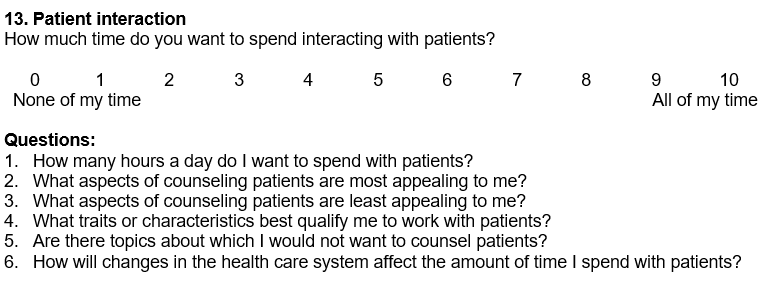 13. Patient interaction
How much time do you want to spend interacting with patients?
0 1 2 3 4 5 6 7 8 9 10
None of my time All of my time
Questions:
1. How many hours a day do I want to spend with patients?
2. What aspects of counseling patients are most appealing to me?
3. What aspects of counseling patients are least appealing to me?
4. What traits or characteristics best qualify me to work with patients?
5. Are there topics about which I would not want to counsel patients?
6. How will changes in the health care system affect the amount of time I spend with patients?